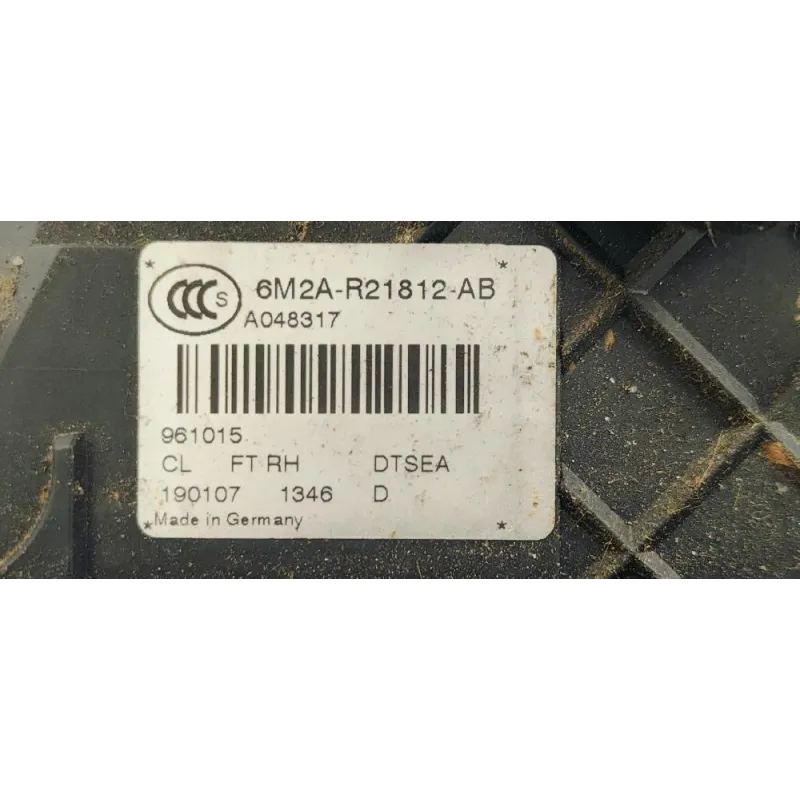 CCC S
6M2A-R21812-AB
A048317
961015
CL FT RH DTSEA
190107 1346 D
Made in Germany